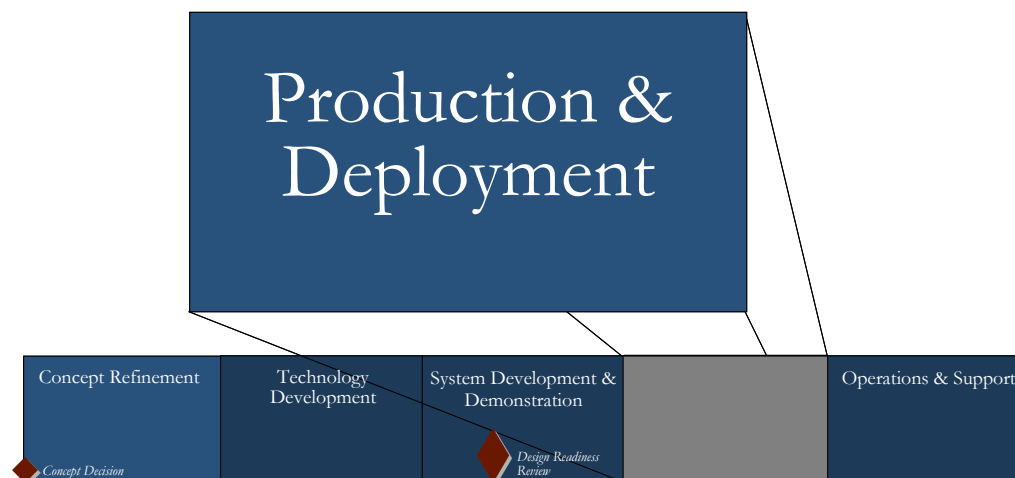 Production &
Deployment
Concept Refinement
Technology
Development
System Development &
Demonstration
Operations & Support
Concept Decision
Design Readiness
Review